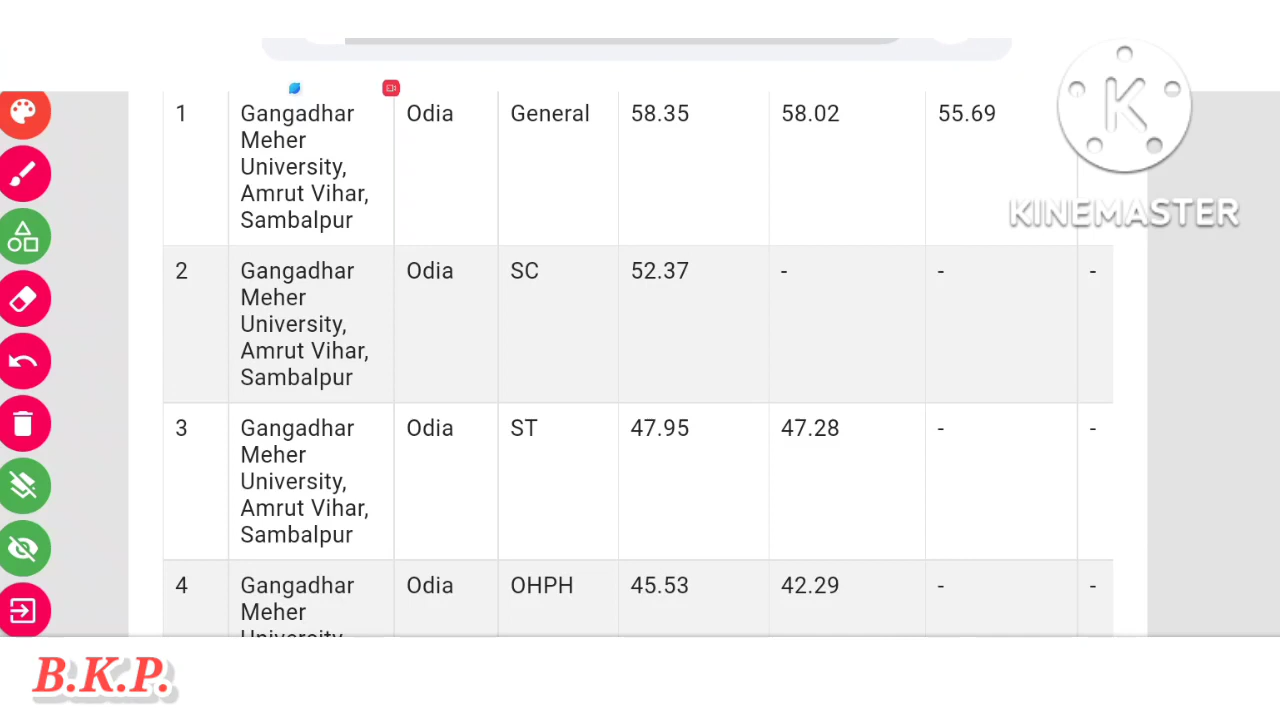 1 Gangadhar Odia General 58.35 58.02 55.69
Meher
University,
Amrut Vihar,
Sambalpur
KINEMASTER
2 Gangadhar Odia SC 52.37 - - -
Meher
University,
Amrut Vihar,
Sambalpur
3 Gangadhar Odia ST 47.95 47.28 - -
Meher
University,
Amrut Vihar,
Sambalpur
4 Gangadhar Odia OHPH 45.53 42.29 - -
Meher
University
B.K.P.